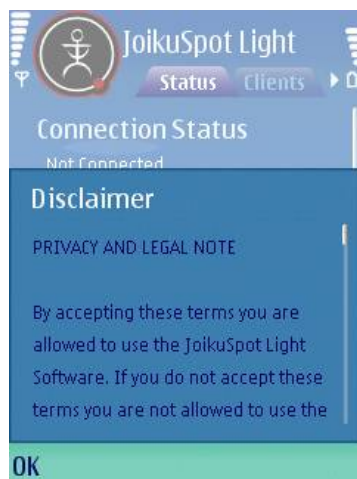 JoikuSpot Light
Status Clients
Connection Status
Not Connected
Disclaimer
PRIVACY AND LEGAL NOTE
By accepting these terms you are
allowed to use the JoikuSpot Light
Software. If you do not accept these
terms you are not allowed to use the
OK